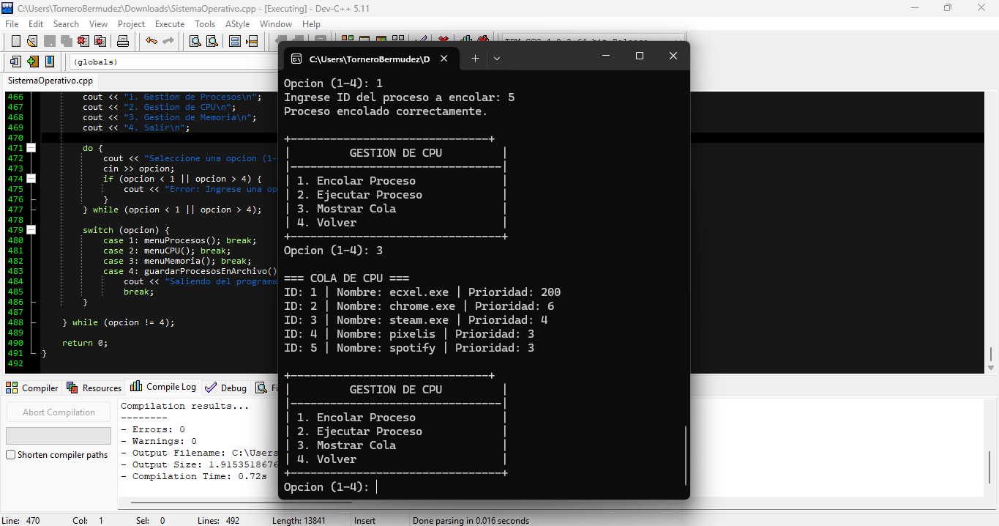 C:\Users\TorneroBermudez\Downloads\SistemaOperativo.cpp - [Executing] - Dev-C++ 5.11
File Edit Search View Project Execute Tools AStyle Window Help
(globals)
SistemaOperativo.cpp
466 cout << "1. Gestion de Procesos\n";
467 cout << "2. Gestion de CPU\n";
468 cout << "3. Gestion de Memoria\n";
469 cout << "4. Salir\n";
470
471 do {
472 cout << "Seleccione una opcion (1-
473 cin >> opcion;
474 if (opcion < 1 || opcion > 4) {
475 cout << "Error: Ingrese una op
476 }
477 } while (opcion < 1 || opcion > 4);
478
479 switch (opcion) {
480 case 1: menuProcesos(); break;
481 case 2: menuCPU(); break;
482 case 3: menuMemoria(); break;
483 case 4: guardarProcesosEnArchivo()
484 cout << "Saliendo del programa
485 break;
486 }
487
488 } while (opcion != 4);
489
490 return 0;
491 }
492
C:\Users\TorneroBermudez\D
Opcion (1-4): 1
Ingrese ID del proceso a encolar: 5
Proceso encolado correctamente.
+------------------------------+
| GESTION DE CPU |
|--------------------------------|
| 1. Encolar Proceso |
| 2. Ejecutar Proceso |
| 3. Mostrar Cola |
| 4. Volver |
+--------------------------------+
Opcion (1-4): 3
=== COLA DE CPU ===
ID: 1 | Nombre: ecxel.exe | Prioridad: 200
ID: 2 | Nombre: chrome.exe | Prioridad: 6
ID: 3 | Nombre: steam.exe | Prioridad: 4
ID: 4 | Nombre: pixelis | Prioridad: 3
ID: 5 | Nombre: spotify | Prioridad: 3
+------------------------------+
| GESTION DE CPU |
|--------------------------------|
| 1. Encolar Proceso |
| 2. Ejecutar Proceso |
| 3. Mostrar Cola |
| 4. Volver |
+--------------------------------+
Opcion (1-4):
Compiler Resources Compile Log Debug Fi
Abort Compilation
Shorten compiler paths
Compilation results...
--------
- Errors: 0
- Warnings: 0
- Output Filename: C:\Users
- Output Size: 1.9153518676
- Compilation Time: 0.72s
Line: 470 Col: 1 Sel: 0 Lines: 492 Length: 13841 Insert Done parsing in 0.016 seconds